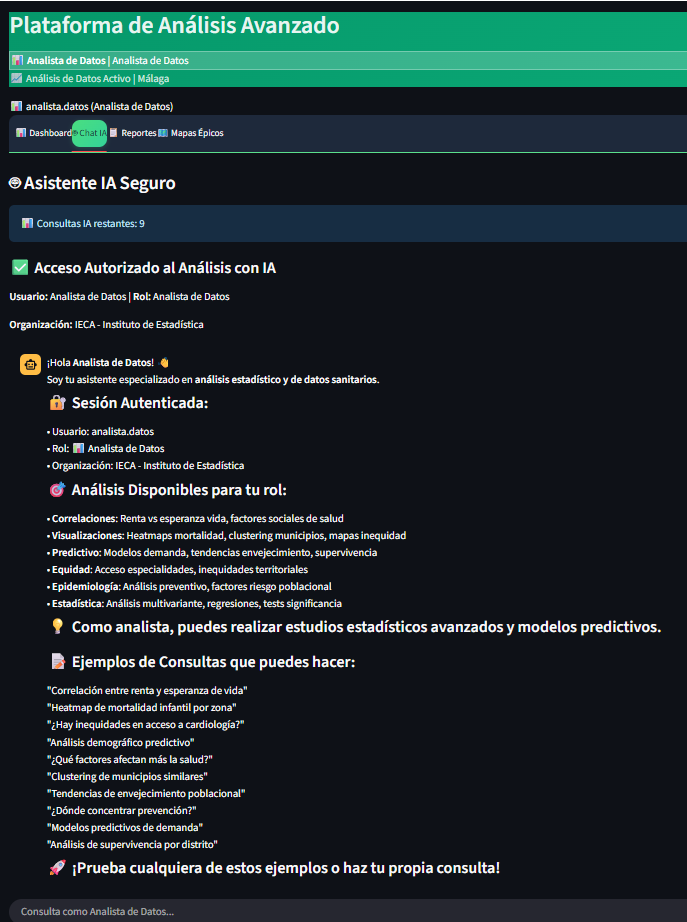 Plataforma de Análisis Avanzado
📊 Analista de Datos | Analista de Datos
📈 Análisis de Datos Activo | Málaga
📊 analista.datos (Analista de Datos)
📊 Dashboard 🤖 Chat IA 📋 Reportes 🗺️ Mapas Épicos
🤖 Asistente IA Seguro
📊 Consultas IA restantes: 9
✅ Acceso Autorizado al Análisis con IA
Usuario: Analista de Datos | Rol: Analista de Datos
Organización: IECA - Instituto de Estadística
¡Hola Analista de Datos! 👋
Soy tu asistente especializado en análisis estadístico y de datos sanitarios.
🔐 Sesión Autenticada:
• Usuario: analista.datos
• Rol: 📊 Analista de Datos
• Organización: IECA - Instituto de Estadística
🎯 Análisis Disponibles para tu rol:
• Correlaciones: Renta vs esperanza vida, factores sociales de salud
• Visualizaciones: Heatmaps mortalidad, clustering municipios, mapas inequidad
• Predictivo: Modelos demanda, tendencias envejecimiento, supervivencia
• Equidad: Acceso especialidades, inequidades territoriales
• Epidemiología: Análisis preventivo, factores riesgo poblacional
• Estadística: Análisis multivariante, regresiones, tests significancia
💡 Como analista, puedes realizar estudios estadísticos avanzados y modelos predictivos.
📝 Ejemplos de Consultas que puedes hacer:
"Correlación entre renta y esperanza de vida"
"Heatmap de mortalidad infantil por zona"
"¿Hay inequidades en acceso a cardiología?"
"Análisis demográfico predictivo"
"¿Qué factores afectan más la salud?"
"Clustering de municipios similares"
"Tendencias de envejecimiento poblacional"
"¿Dónde concentrar prevención?"
"Modelos predictivos de demanda"
"Análisis de supervivencia por distrito"
🚀 ¡Prueba cualquiera de estos ejemplos o haz tu propia consulta!
Consulta como Analista de Datos...